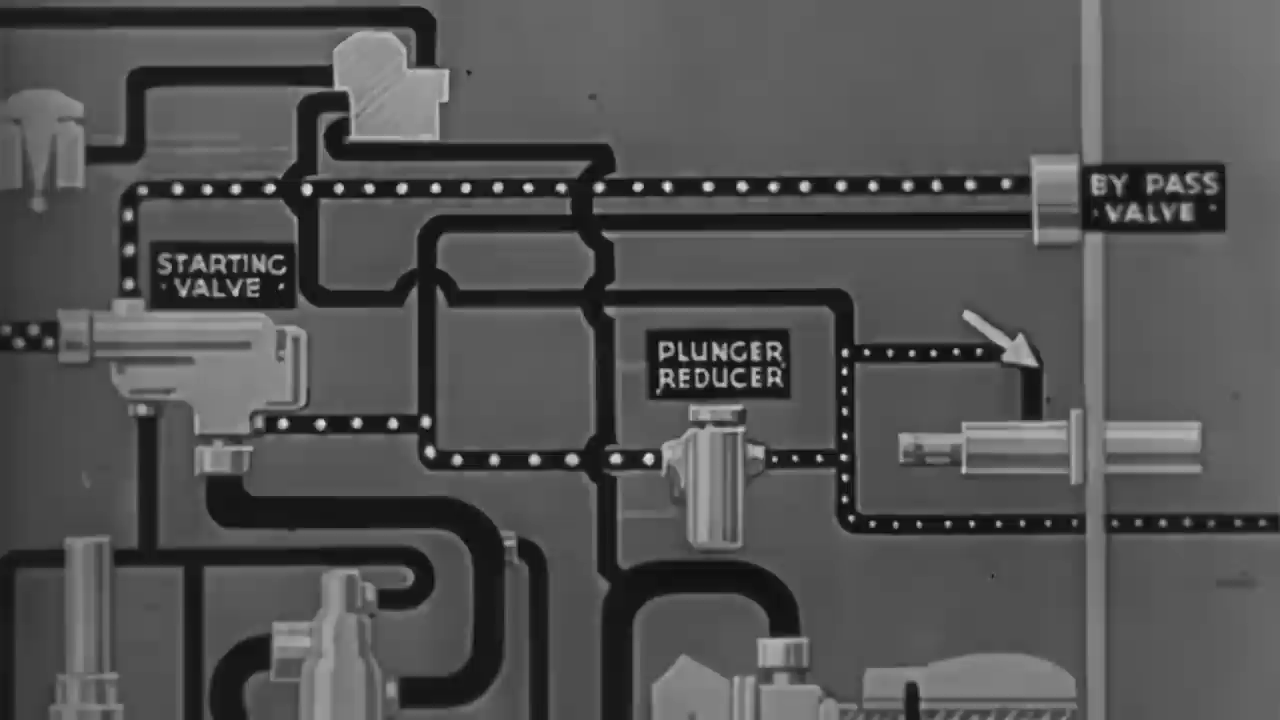 BY PASS
VALVE
STARTING
VALVE
PLUNGER
REDUCER